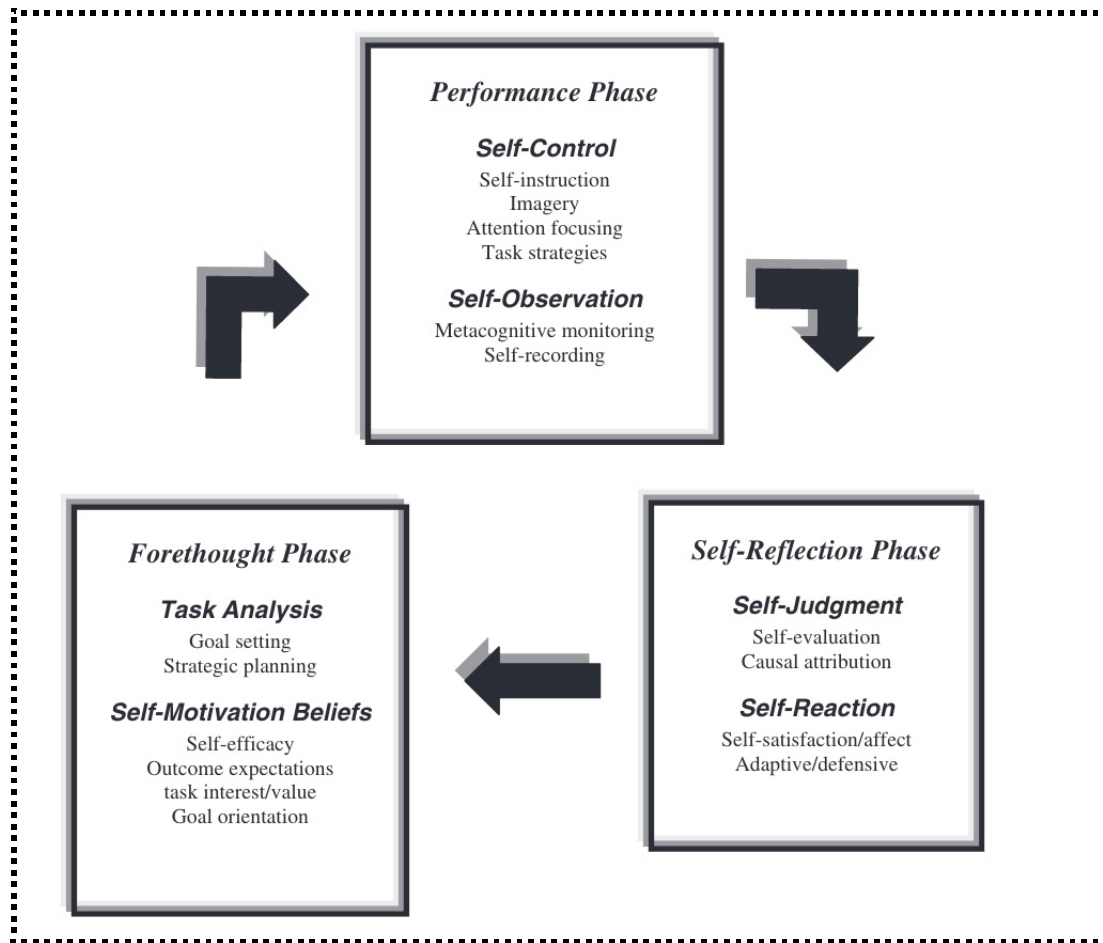 Performance Phase
Self-Control
Self-instruction
Imagery
Attention focusing
Task strategies
Self-Observation
Metacognitive monitoring
Self-recording
Forethought Phase
Task Analysis
Goal setting
Strategic planning
Self-Motivation Beliefs
Self-efficacy
Outcome expectations
task interest/value
Goal orientation
Self-Reflection Phase
Self-Judgment
Self-evaluation
Causal attribution
Self-Reaction
Self-satisfaction/affect
Adaptive/defensive